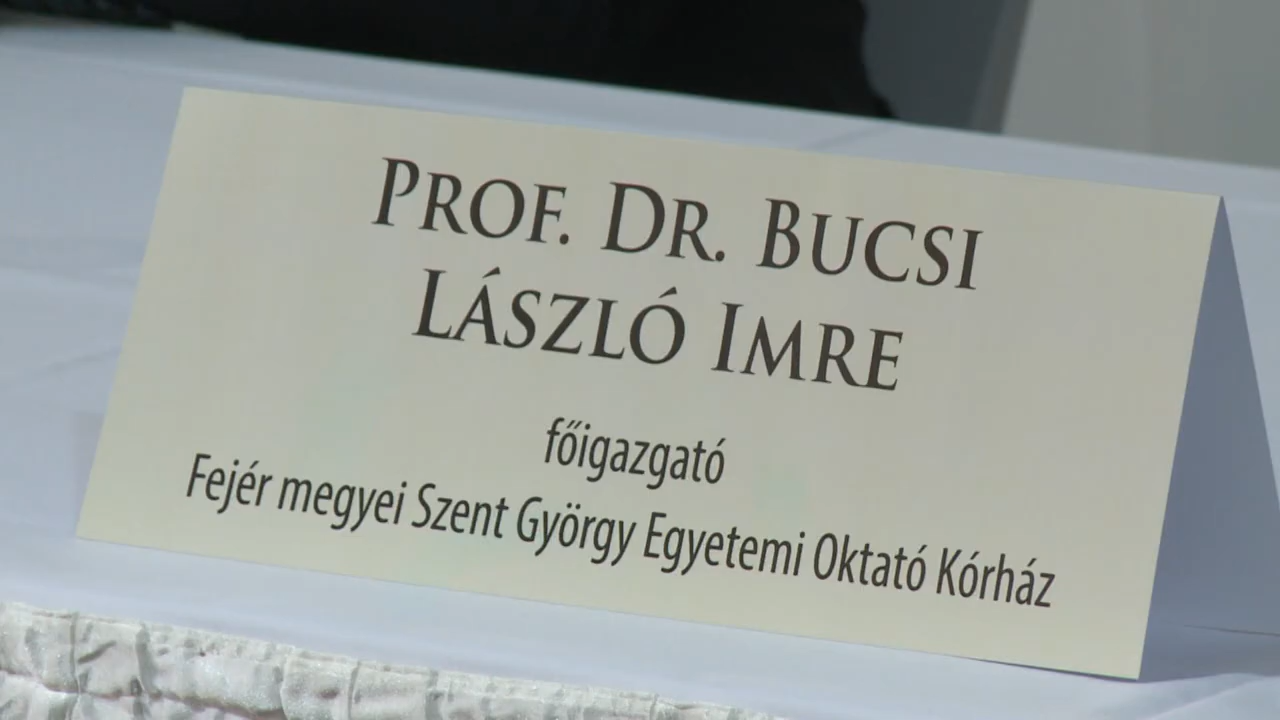 PROF. DR. BUCSI
LÁSZLÓ IMRE
főigazgató
Fejér megyei Szent György Egyetemi Oktató Kórház